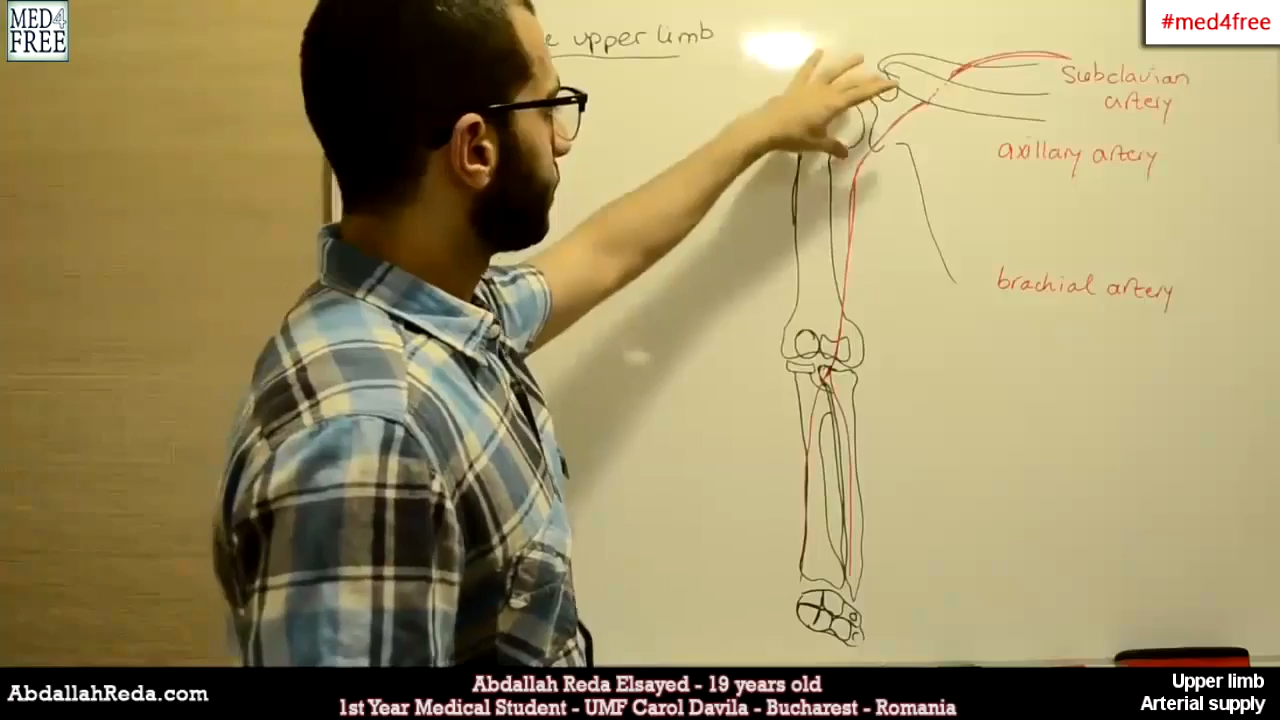 MED4
FREE
#med4free
e upper limb
Subclavian
artery
axillary artery
brachial artery
AbdallahReda.com
Abdallah Reda Elsayed - 19 years old
1st Year Medical Student - UMF Carol Davila - Bucharest - Romania
Upper limb
Arterial supply